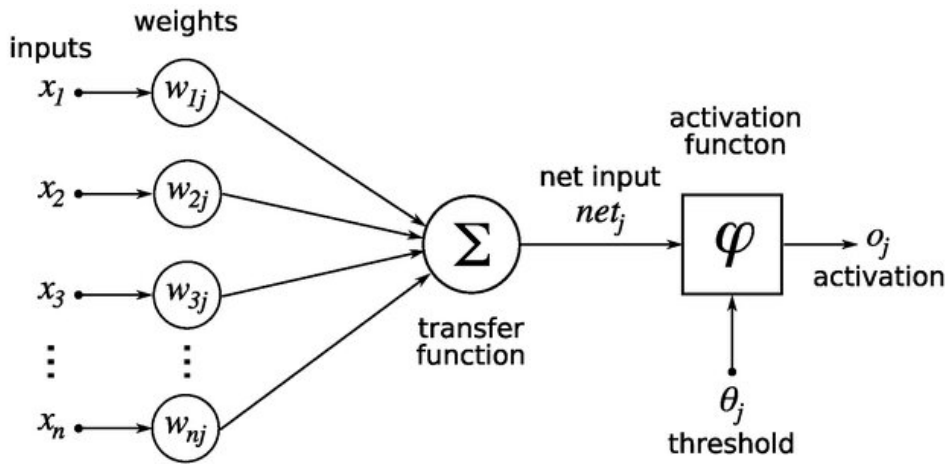 inputs
weights
x1
w1j
x2
w2j
x3
w3j
⋮ ⋮
xn
wnj
Σ
transfer
function
net input
netj
activation
functon
φ
oj
activation
θj
threshold